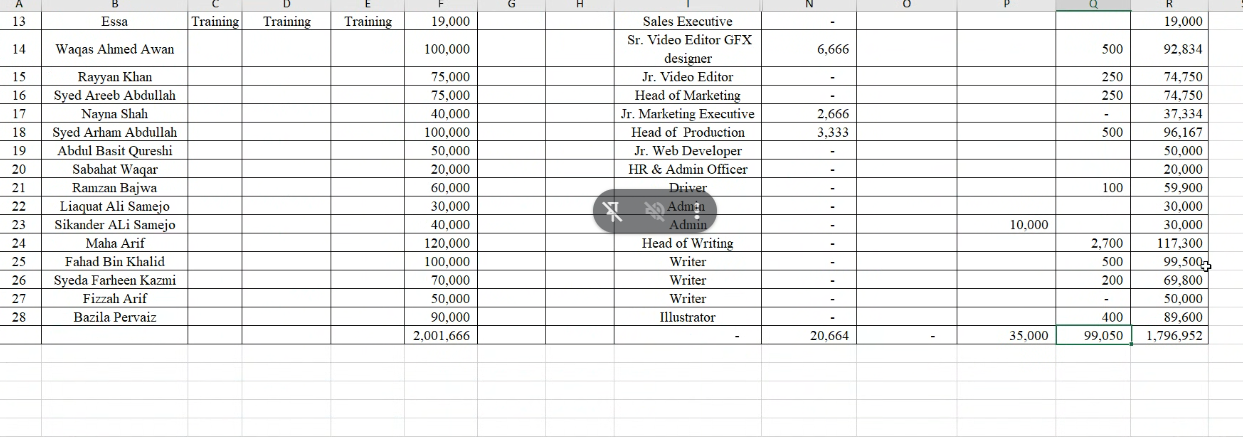 A B C D E F G H I N O P Q R
13 Essa Training Training Training 19,000 Sales Executive - 19,000
14 Waqas Ahmed Awan 100,000 Sr. Video Editor GFX designer 6,666 500 92,834
15 Rayyan Khan 75,000 Jr. Video Editor - 250 74,750
16 Syed Areeb Abdullah 75,000 Head of Marketing - 250 74,750
17 Nayna Shah 40,000 Jr. Marketing Executive 2,666 - 37,334
18 Syed Arham Abdullah 100,000 Head of Production 3,333 500 96,167
19 Abdul Basit Qureshi 50,000 Jr. Web Developer - 50,000
20 Sabahat Waqar 20,000 HR & Admin Officer - 20,000
21 Ramzan Bajwa 60,000 Driver - 100 59,900
22 Liaquat Ali Samejo 30,000 Admin - 30,000
23 Sikander ALi Samejo 40,000 Admin - 10,000 30,000
24 Maha Arif 120,000 Head of Writing - 2,700 117,300
25 Fahad Bin Khalid 100,000 Writer - 500 99,500
26 Syeda Farheen Kazmi 70,000 Writer - 200 69,800
27 Fizzah Arif 50,000 Writer - - 50,000
28 Bazila Pervaiz 90,000 Illustrator - 400 89,600
2,001,666 - 20,664 - 35,000 99,050 1,796,952